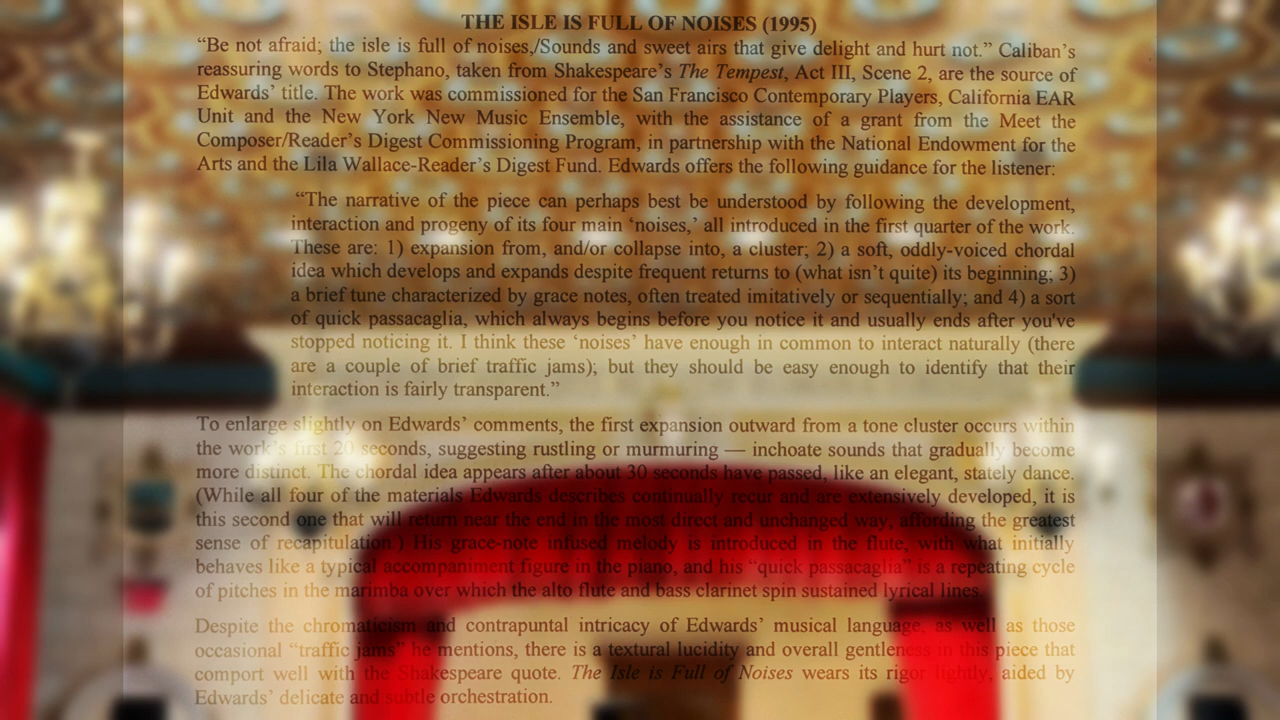 THE ISLE IS FULL OF NOISES (1995)
“Be not afraid; the isle is full of noises,/Sounds and sweet airs that give delight and hurt not.” Caliban’s
reassuring words to Stephano, taken from Shakespeare’s The Tempest, Act III, Scene 2, are the source of
Edwards’ title. The work was commissioned for the San Francisco Contemporary Players, California EAR
Unit and the New York New Music Ensemble, with the assistance of a grant from the Meet the
Composer/Reader’s Digest Commissioning Program, in partnership with the National Endowment for the
Arts and the Lila Wallace-Reader’s Digest Fund. Edwards offers the following guidance for the listener:
“The narrative of the piece can perhaps best be understood by following the development,
interaction and progeny of its four main ‘noises,’ all introduced in the first quarter of the work.
These are: 1) expansion from, and/or collapse into, a cluster; 2) a soft, oddly-voiced chordal
idea which develops and expands despite frequent returns to (what isn’t quite) its beginning; 3)
a brief tune characterized by grace notes, often treated imitatively or sequentially; and 4) a sort
of quick passacaglia, which always begins before you notice it and usually ends after you've
stopped noticing it. I think these ‘noises’ have enough in common to interact naturally (there
are a couple of brief traffic jams); but they should be easy enough to identify that their
interaction is fairly transparent.”
To enlarge slightly on Edwards’ comments, the first expansion outward from a tone cluster occurs within
the work’s first 20 seconds, suggesting rustling or murmuring — inchoate sounds that gradually become
more distinct. The chordal idea appears after about 30 seconds have passed, like an elegant, stately dance.
(While all four of the materials Edwards describes continually recur and are extensively developed, it is
this second one that will return near the end in the most direct and unchanged way, affording the greatest
sense of recapitulation.) His grace-note infused melody is introduced in the flute, with what initially
behaves like a typical accompaniment figure in the piano, and his “quick passacaglia” is a repeating cycle
of pitches in the marimba over which the alto flute and bass clarinet spin sustained lyrical lines.
Despite the chromaticism and contrapuntal intricacy of Edwards’ musical language, as well as those
occasional “traffic jams” he mentions, there is a textural lucidity and overall gentleness in this piece that
comport well with the Shakespeare quote. The Isle is Full of Noises wears its rigor lightly, aided by
Edwards’ delicate and subtle orchestration.